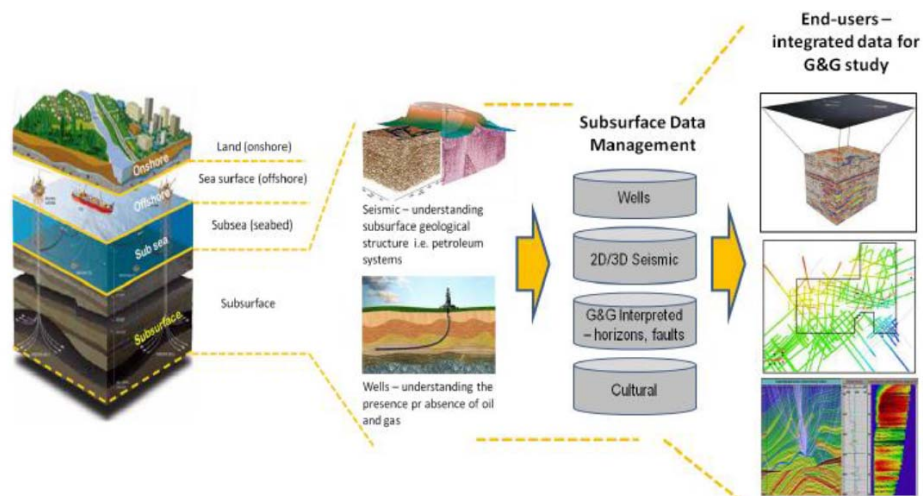 End-users –
integrated data for
G&G study
Subsurface Data
Management
Land (onshore)
Sea surface (offshore)
Subsea (seabed)
Subsurface
Onshore
Offshore
Sub sea
Subsurface
Seismic – understanding
subsurface geological
structure i.e. petroleum
systems
Wells – understanding the
presence pr absence of oil
and gas
Wells
2D/3D Seismic
G&G Interpreted
– horizons, faults
Cultural